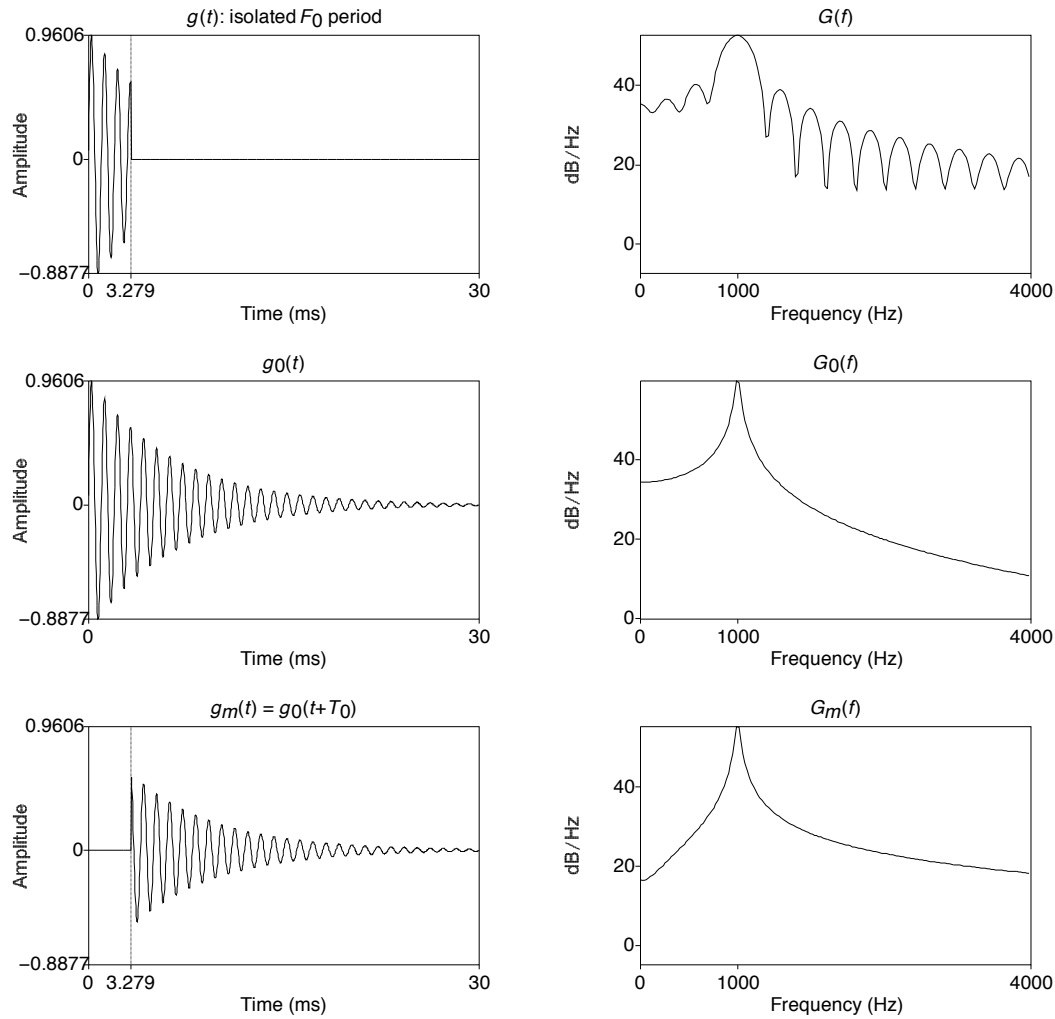 g(t): isolated F0 period
0.9606
0
−0.8877
Amplitude
0
3.279
30
Time (ms)
G(f)
40
20
0
dB/Hz
0
1000
4000
Frequency (Hz)
g0(t)
0.9606
0
−0.8877
Amplitude
0
30
Time (ms)
G0(f)
40
20
0
dB/Hz
0
1000
4000
Frequency (Hz)
gm(t) = g0(t+T0)
0.9606
0
−0.8877
Amplitude
0
3.279
30
Time (ms)
Gm(f)
40
20
0
dB/Hz
0
1000
4000
Frequency (Hz)